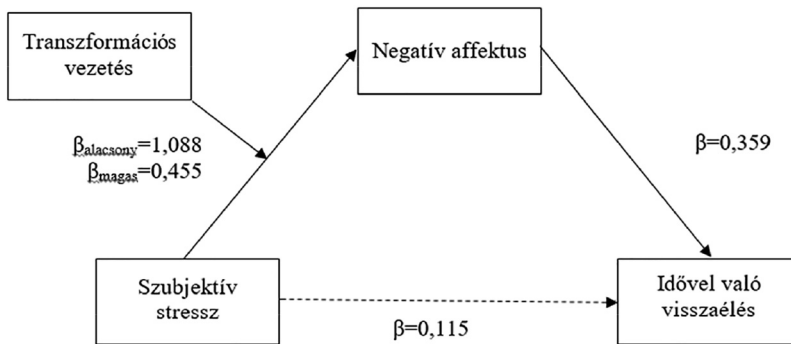 Transzformációs
vezetés
Negatív affektus
βalacsony=1,088
βmagas=0,455
β=0,359
Szubjektív
stressz
Idővel való
visszaélés
β=0,115